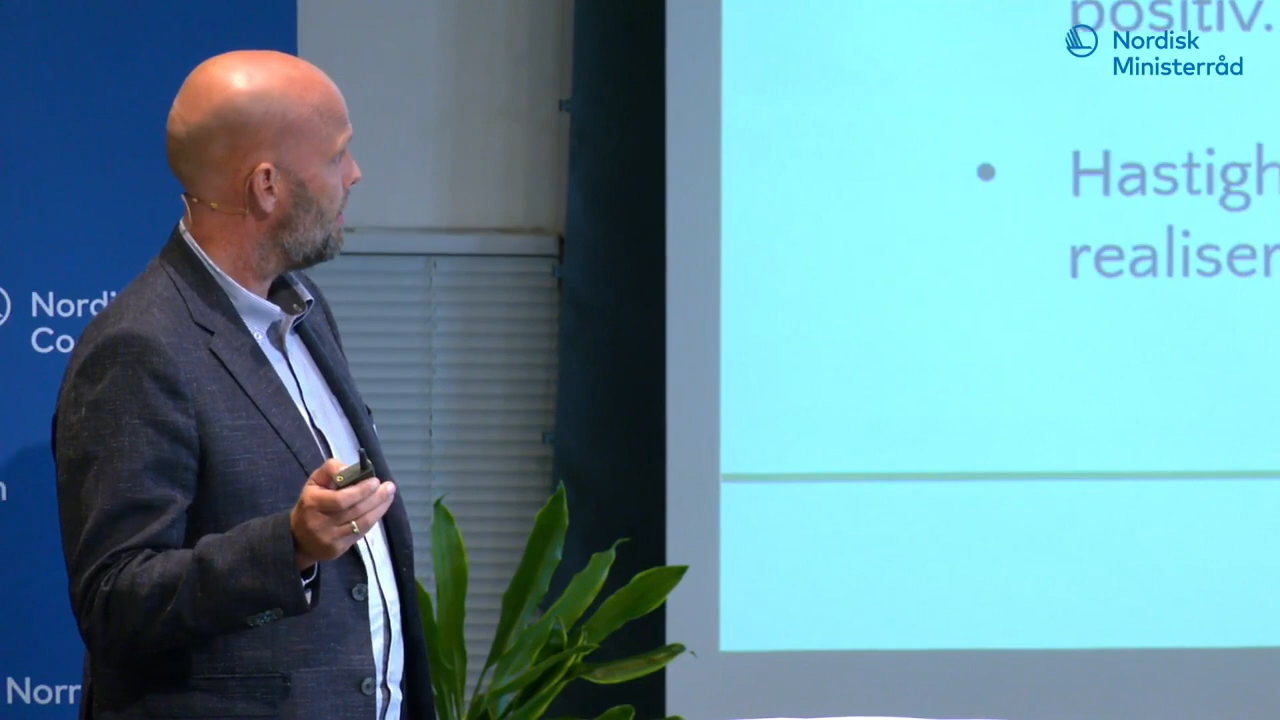 positiv.
Nordisk
Ministerråd
Hastigh
realiser
Nordi
Co
n
Norr